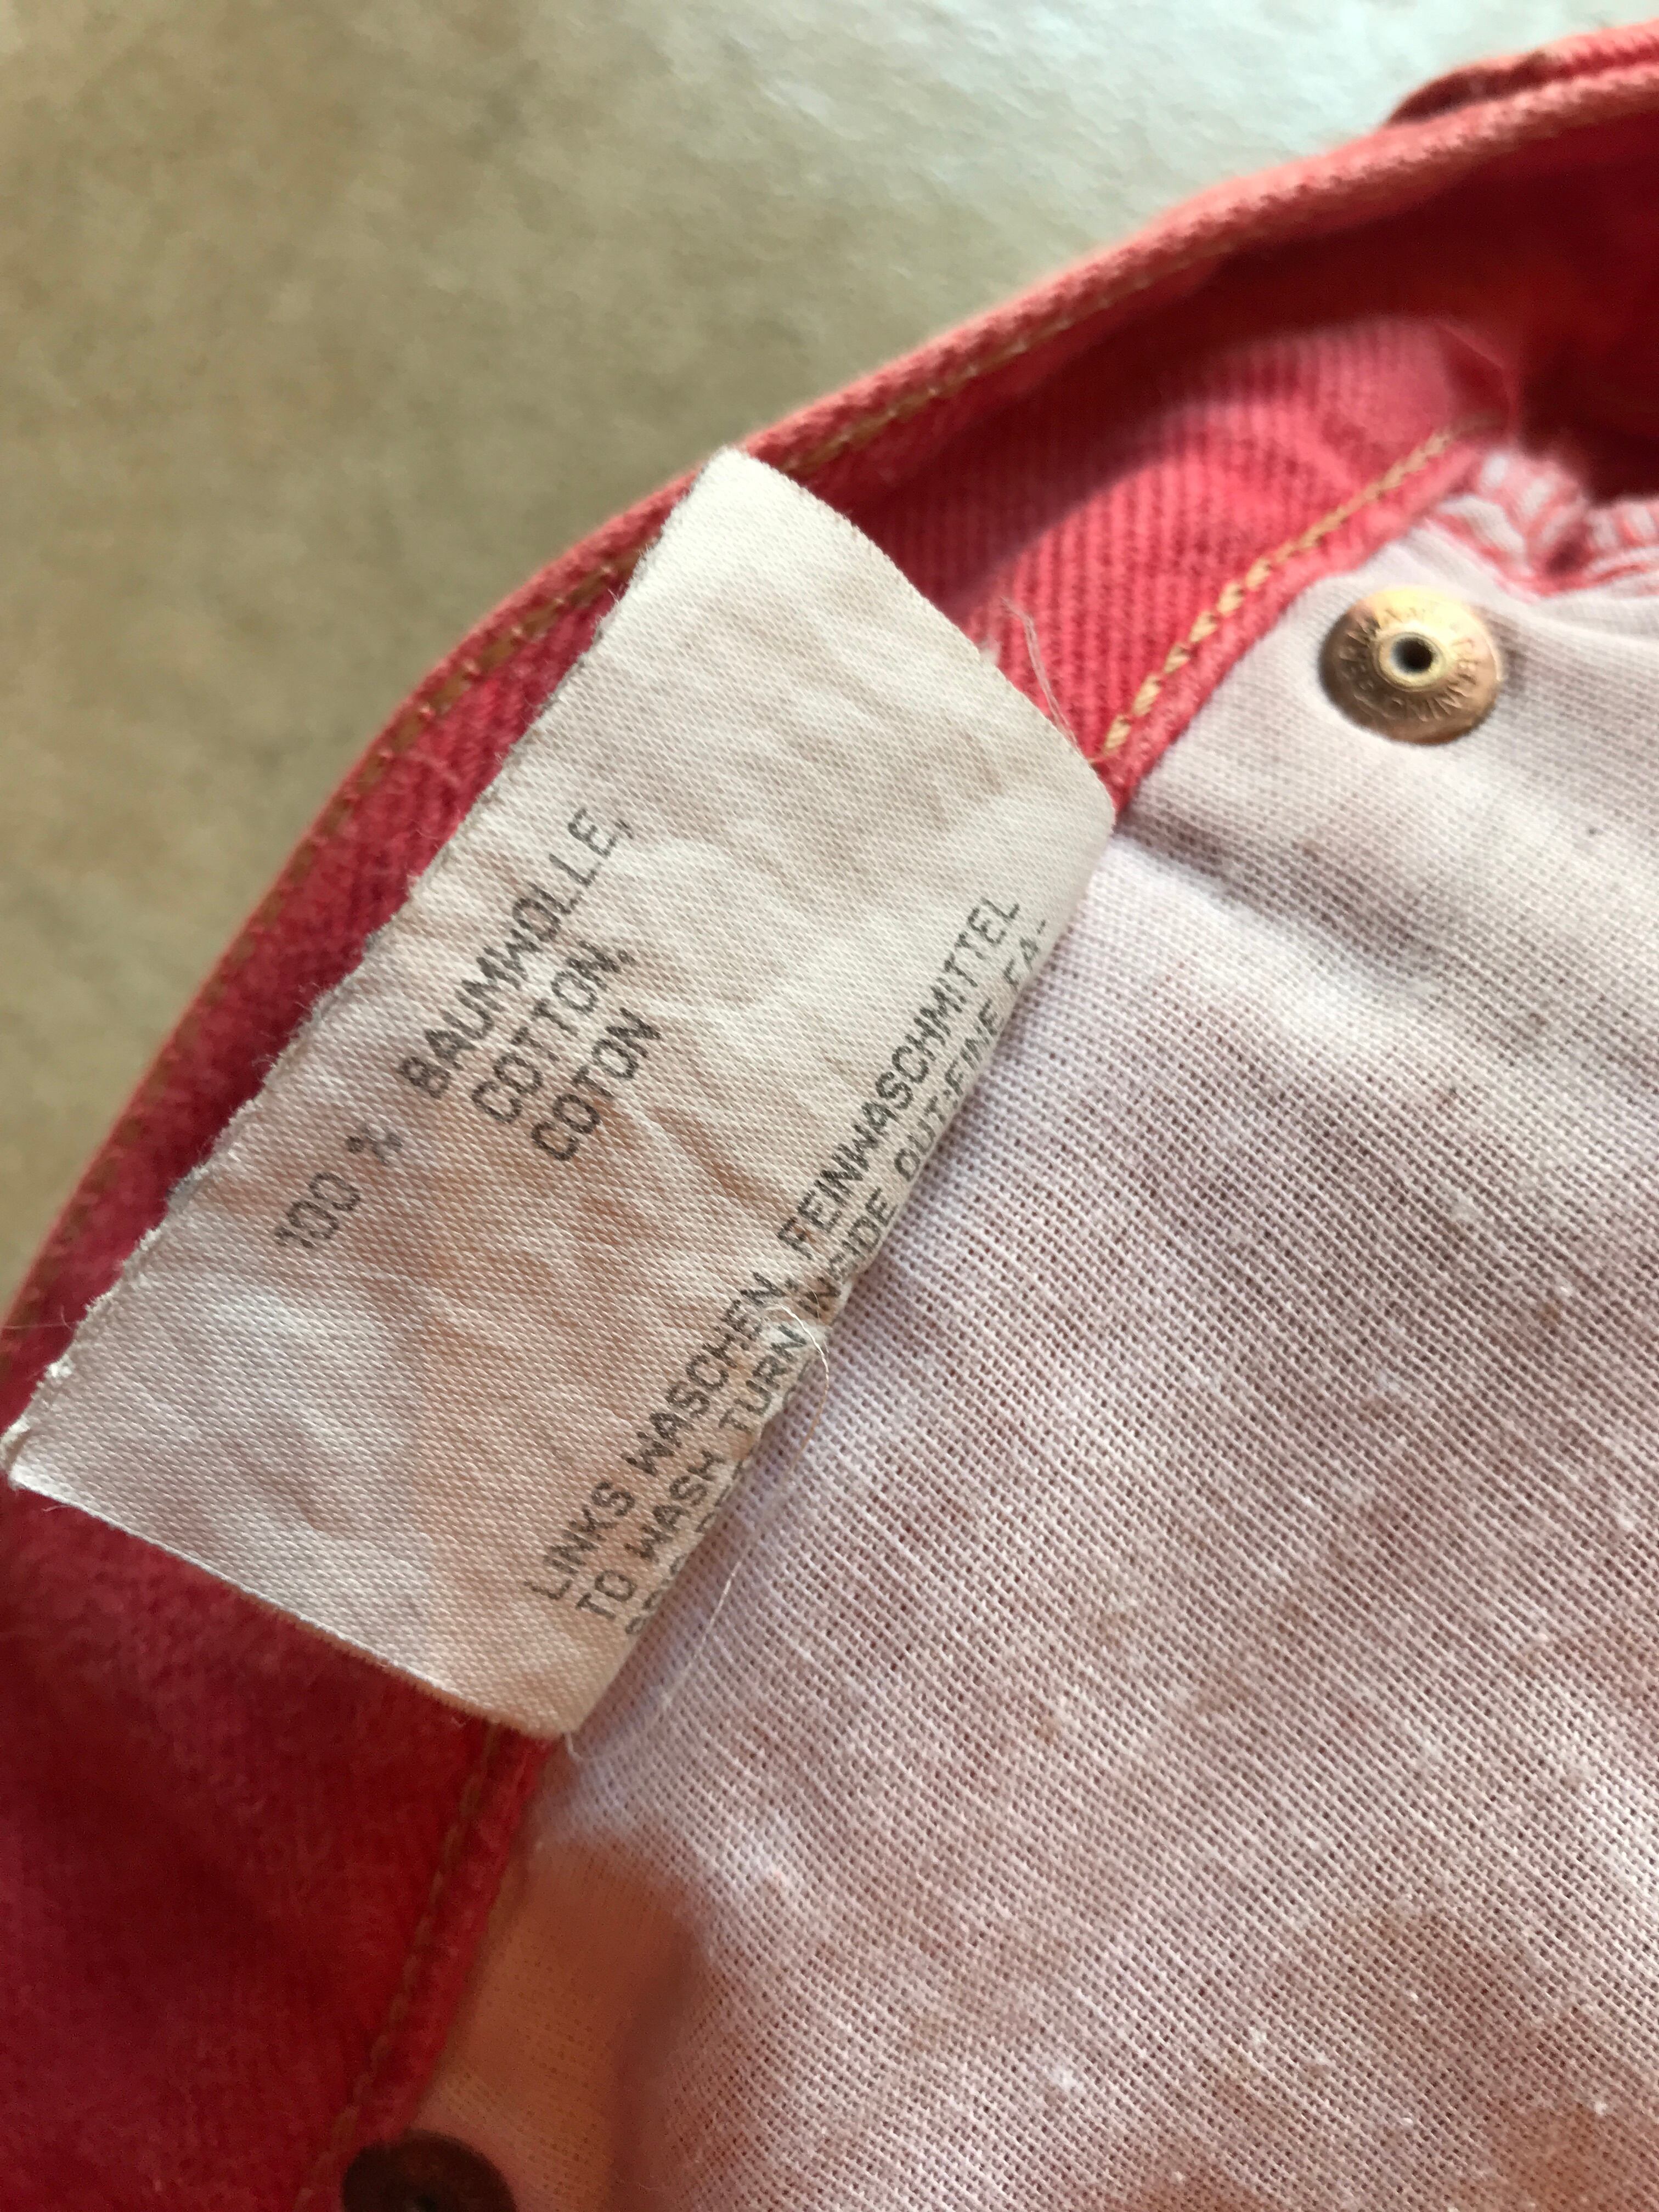 100 % BAUMWOLLE,
COTTON,
COTON
LINKS WASCHEN, FEINWASCHMITTEL
TO WASH TURN INSIDE OUT-FINE FA-